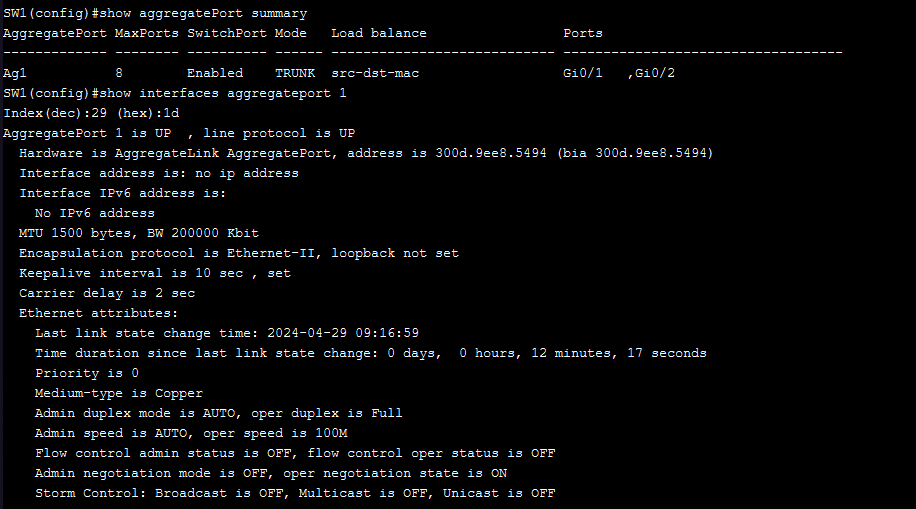 SW1(config)#show aggregatePort summary
AggregatePort MaxPorts SwitchPort Mode   Load balance                 Ports
------------- -------- ---------- ------ ---------------------------- -----------------------------------
Ag1           8        Enabled    TRUNK  src-dst-mac                  Gi0/1   ,Gi0/2
SW1(config)#show interfaces aggregateport 1
Index(dec):29 (hex):1d
AggregatePort 1 is UP  , line protocol is UP
  Hardware is AggregateLink AggregatePort, address is 300d.9ee8.5494 (bia 300d.9ee8.5494)
  Interface address is: no ip address
  Interface IPv6 address is:
    No IPv6 address
  MTU 1500 bytes, BW 200000 Kbit
  Encapsulation protocol is Ethernet-II, loopback not set
  Keepalive interval is 10 sec , set
  Carrier delay is 2 sec
  Ethernet attributes:
    Last link state change time: 2024-04-29 09:16:59
    Time duration since last link state change: 0 days,  0 hours, 12 minutes, 17 seconds
    Priority is 0
    Medium-type is Copper
    Admin duplex mode is AUTO, oper duplex is Full
    Admin speed is AUTO, oper speed is 100M
    Flow control admin status is OFF, flow control oper status is OFF
    Admin negotiation mode is OFF, oper negotiation state is ON
    Storm Control: Broadcast is OFF, Multicast is OFF, Unicast is OFF